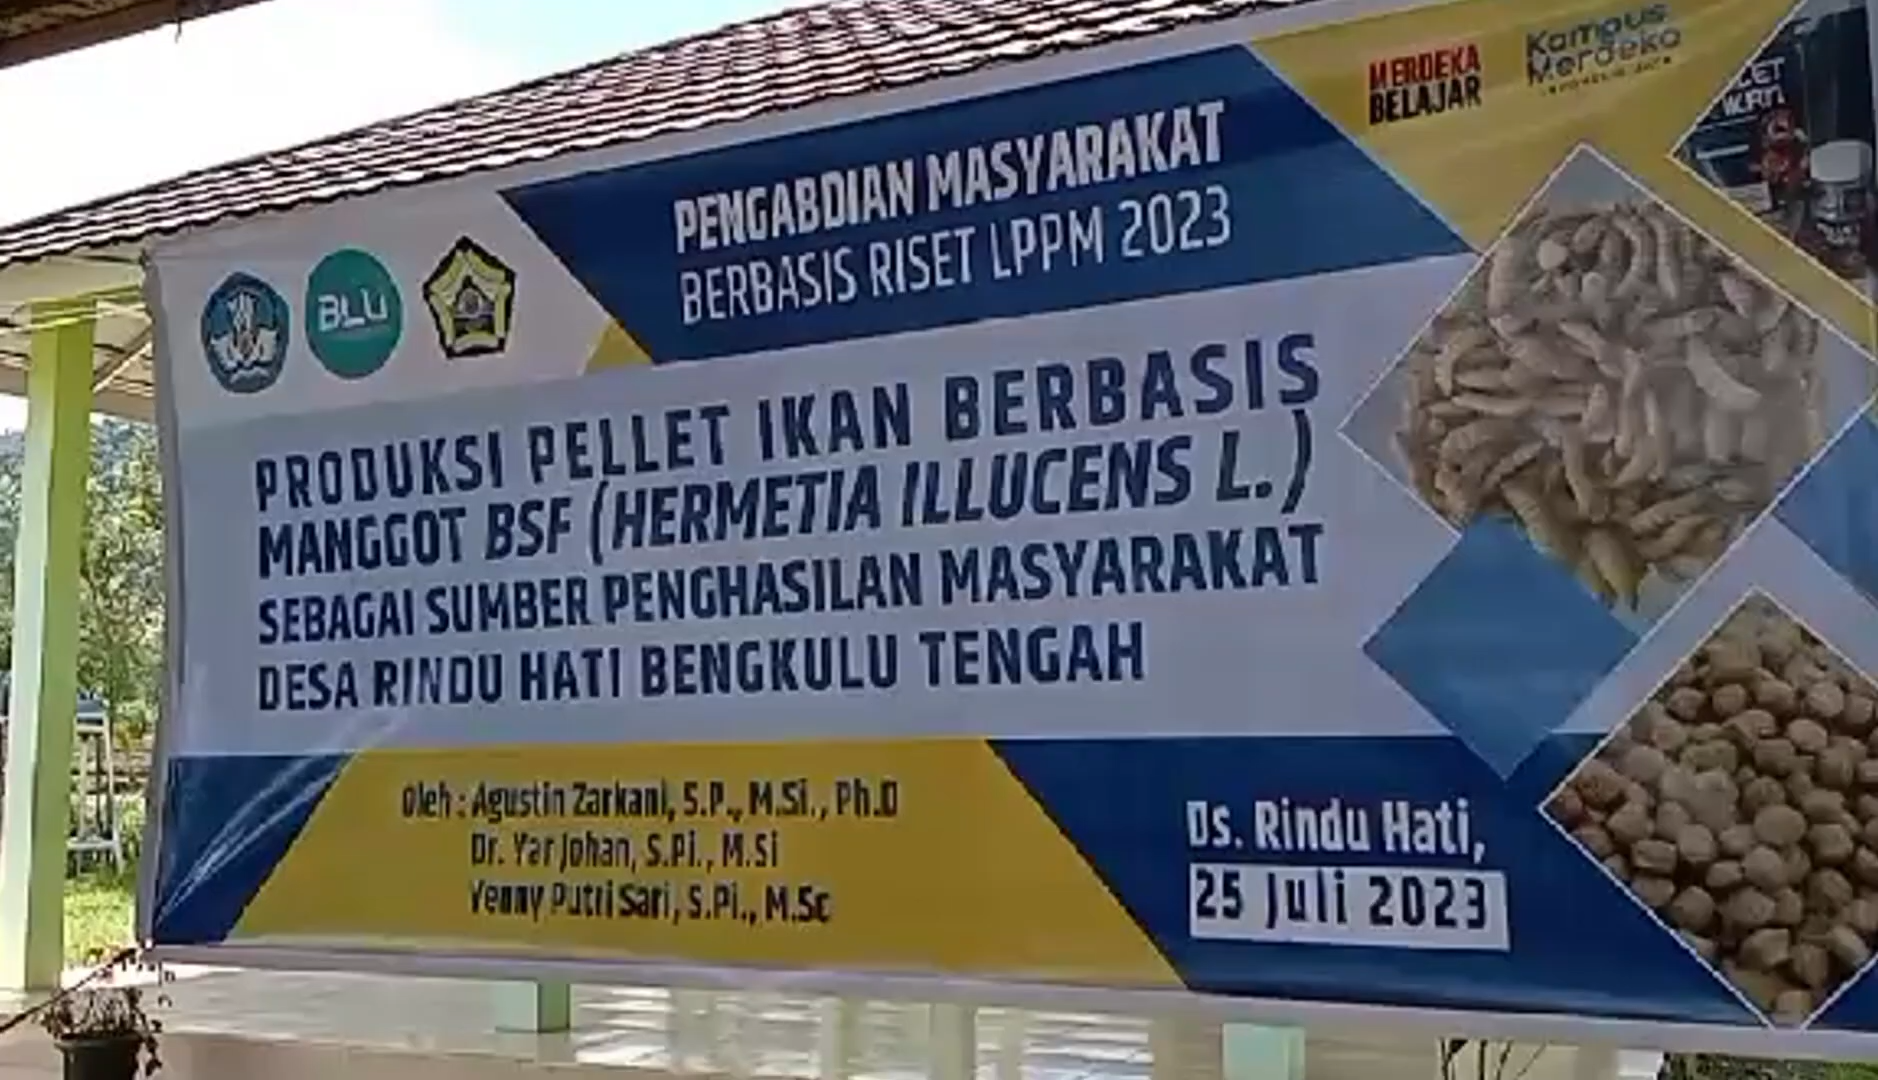 MERDEKA
BELAJAR
Kampus
Merdeka
BLU
PENGABDIAN MASYARAKAT
BERBASIS RISET LPPM 2023
PRODUKSI PELLET IKAN BERBASIS
MANGGOT BSF (HERMETIA ILLUCENS L.)
SEBAGAI SUMBER PENGHASILAN MASYARAKAT
DESA RINDU HATI BENGKULU TENGAH
Oleh : Agustin Zarkani, S.P., M.Si., Ph.D
Dr. Yar Johan, S.Pi., M.Si
Yenny Putri Sari, S.Pi., M.Sc
Ds. Rindu Hati,
25 Juli 2023